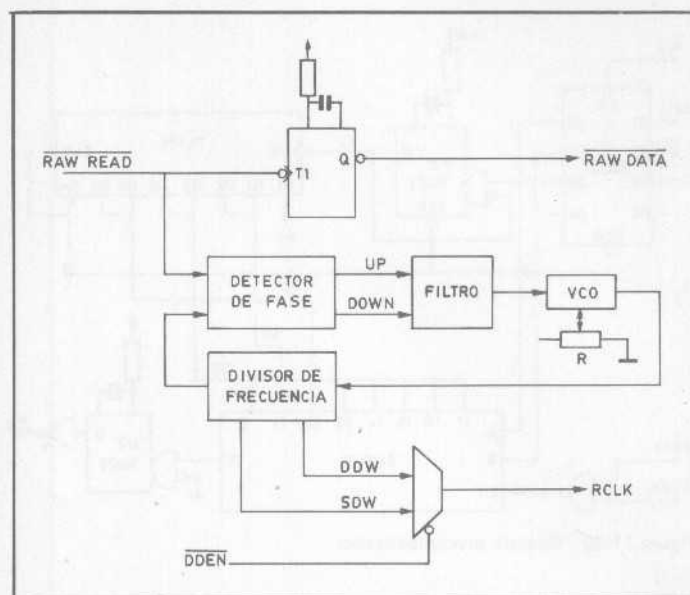 RAW READ
T1
Q
RAW DATA
DETECTOR DE FASE
UP
DOWN
FILTRO
VCO
R
DIVISOR DE FRECUENCIA
DDW
SDW
RCLK
DDEN